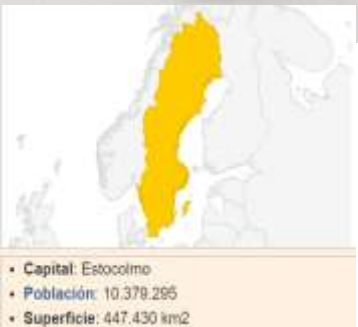 Capital: Estocolmo
Población: 10.379.295
Superficie: 447.430 km2